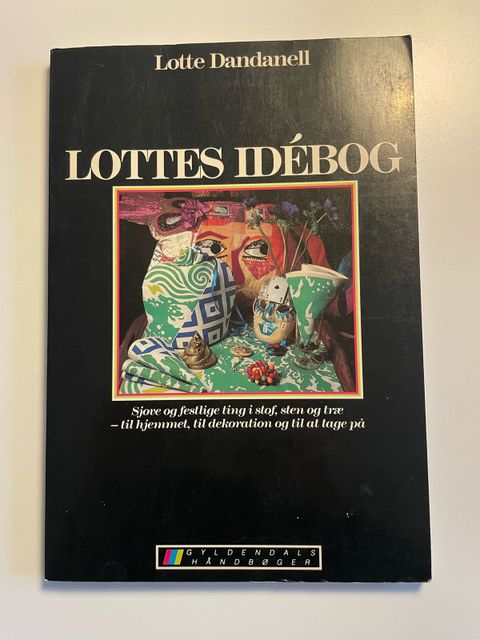 Lotte Dandanell
LOTTES IDÉBOG
Sjove og festlige ting i stof, sten og træ
– til hjemmet, til dekoration og til at tage på
GYLDENDALS
HÅNDBØGER